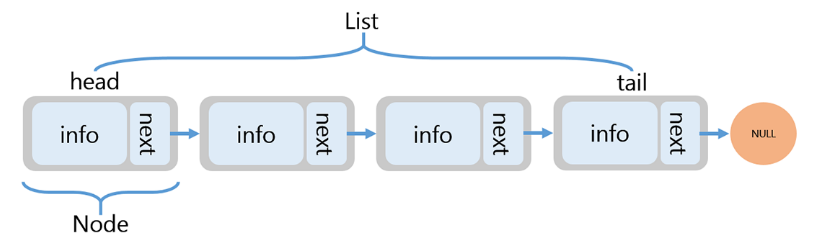 List
head
tail
info next
info next
info next
info next
NULL
Node